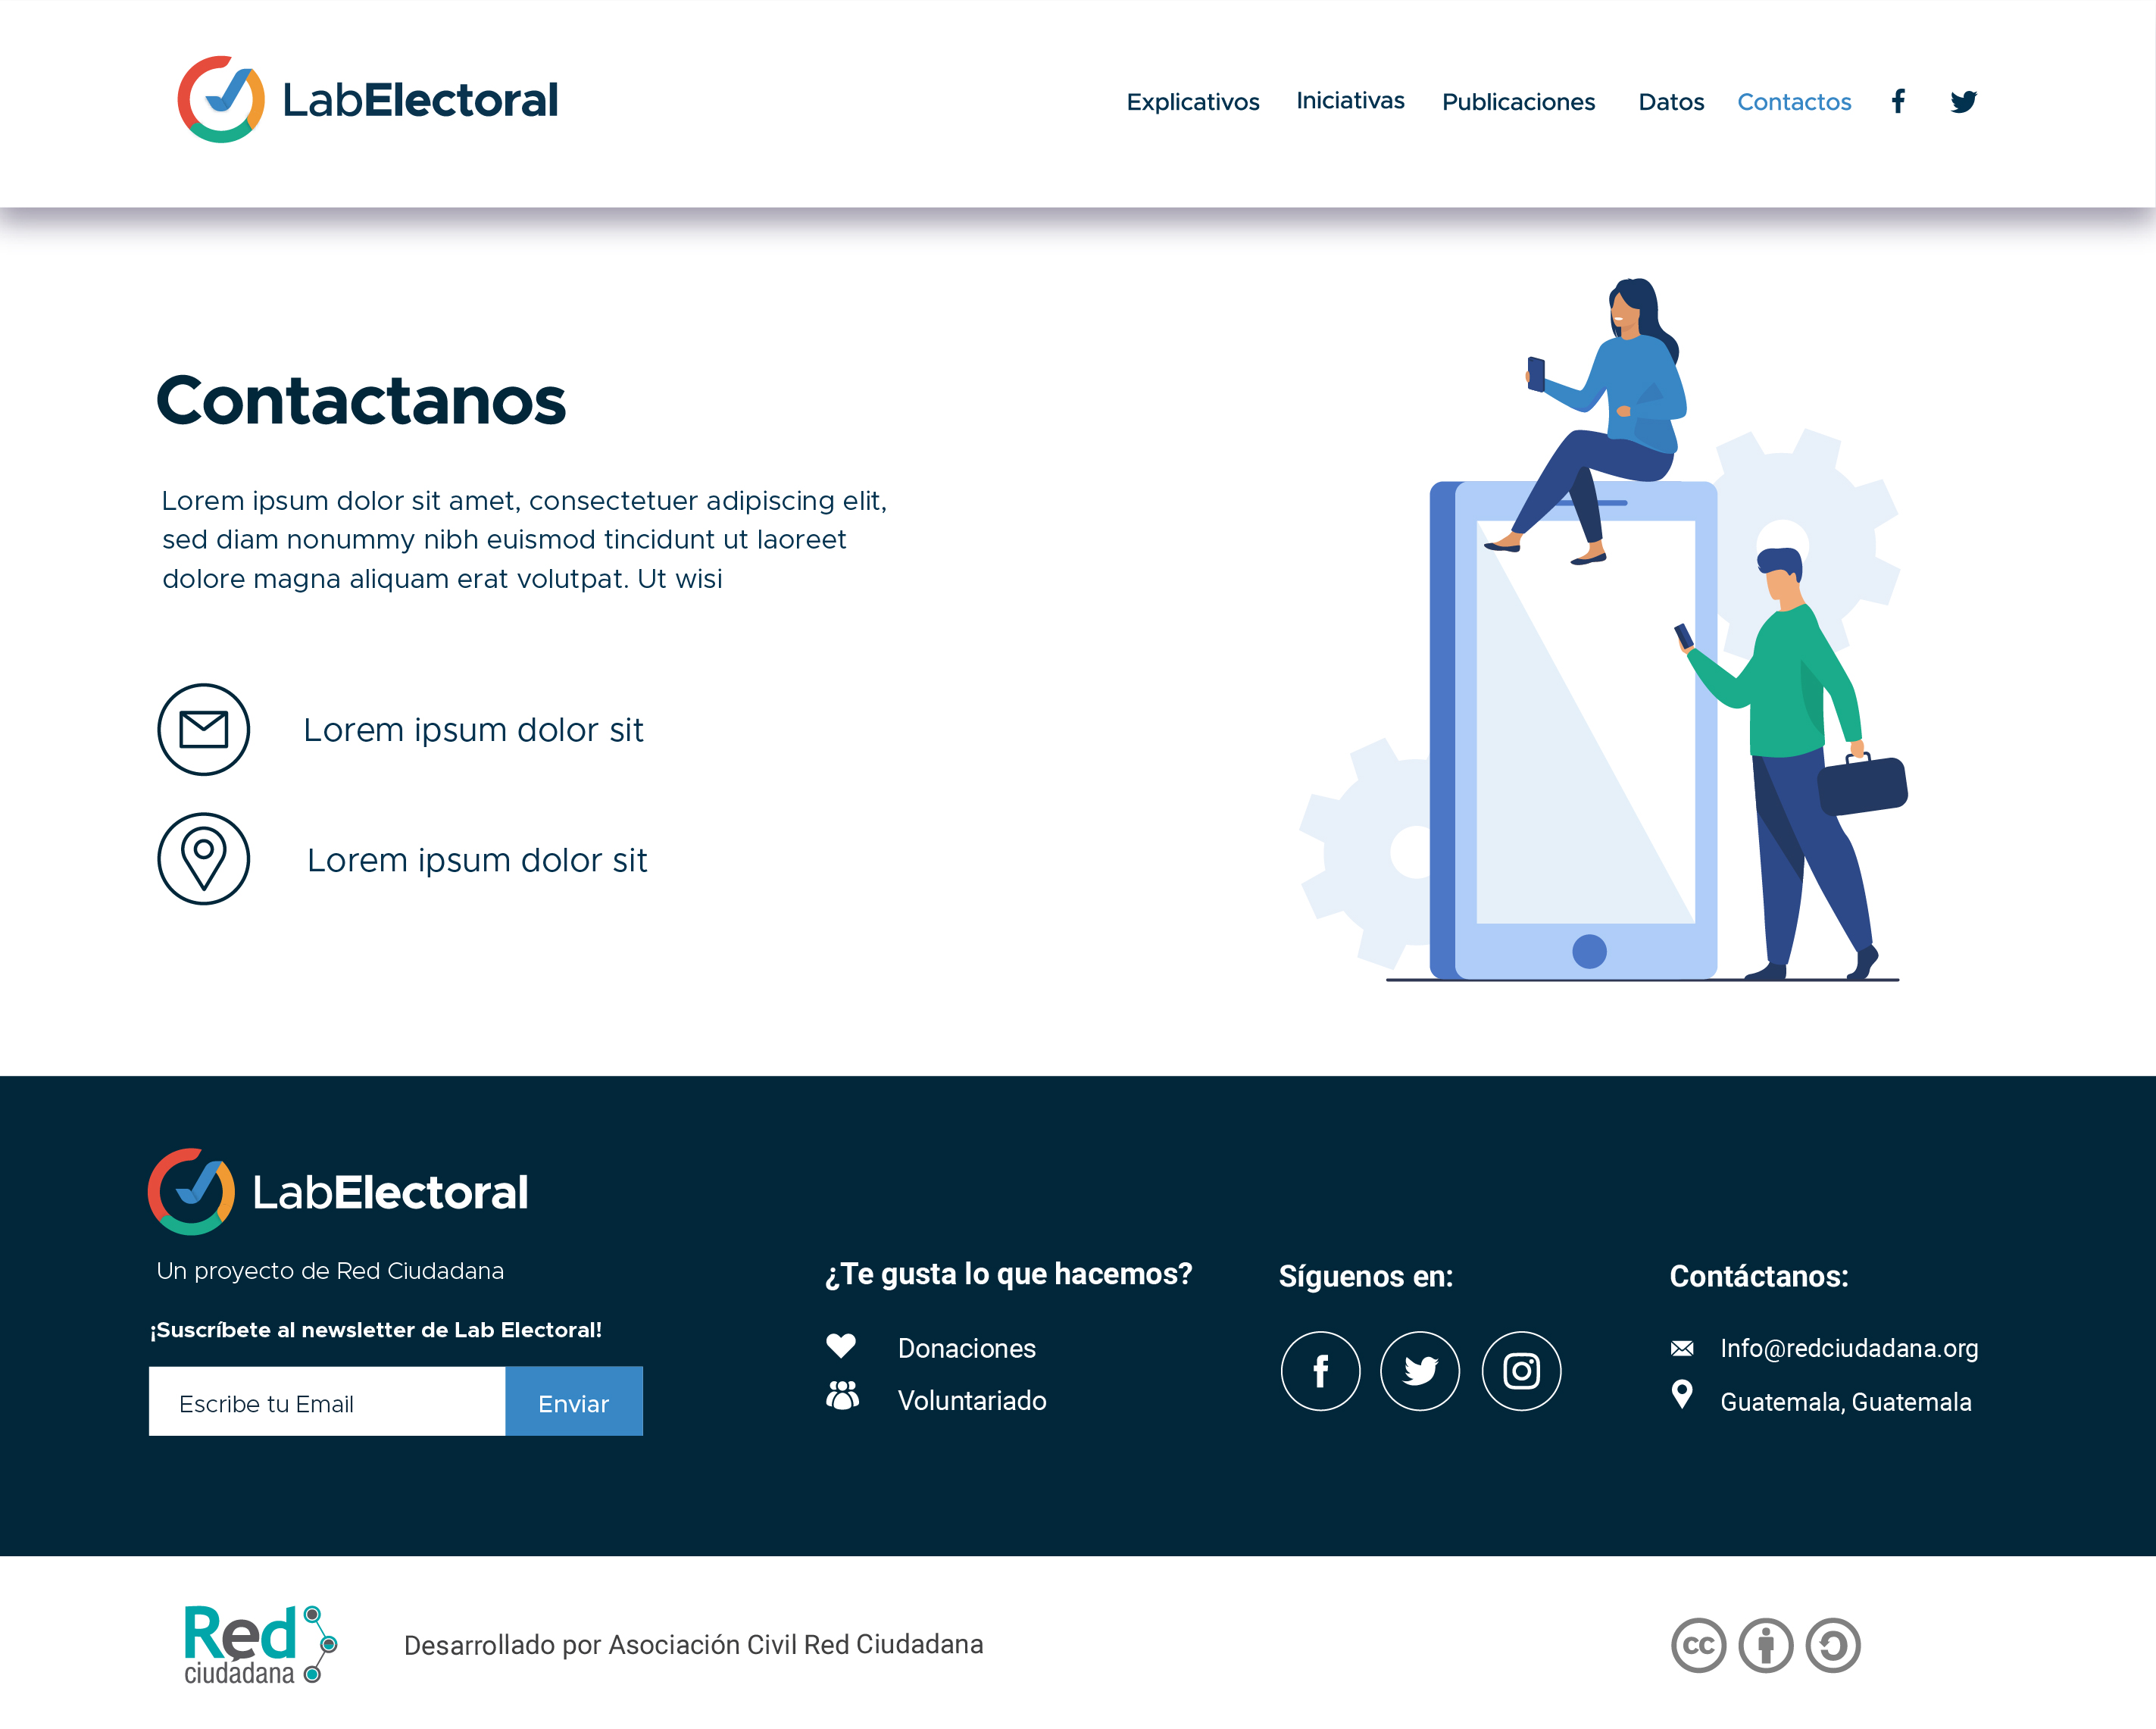 LabElectoral
Explicativos Iniciativas Publicaciones Datos Contactos
Contactanos
Lorem ipsum dolor sit amet, consectetuer adipiscing elit,
sed diam nonummy nibh euismod tincidunt ut laoreet
dolore magna aliquam erat volutpat. Ut wisi
Lorem ipsum dolor sit
Lorem ipsum dolor sit
LabElectoral
Un proyecto de Red Ciudadana
¡Suscríbete al newsletter de Lab Electoral!
Escribe tu Email Enviar
¿Te gusta lo que hacemos?
Donaciones
Voluntariado
Síguenos en:
Contáctanos:
Info@redciudadana.org
Guatemala, Guatemala
Red
ciudadana
Desarrollado por Asociación Civil Red Ciudadana
cc